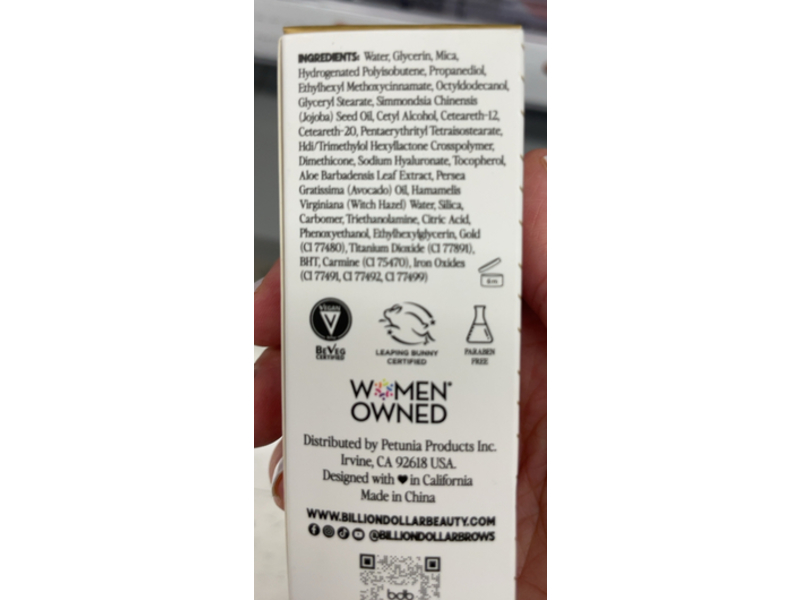 INGREDIENTS: Water, Glycerin, Mica,
Hydrogenated Polyisobutene, Propanediol,
Ethylhexyl Methoxycinnamate, Octyldodecanol,
Glyceryl Stearate, Simmondsia Chinensis
(Jojoba) Seed Oil, Cetyl Alcohol, Ceteareth-12,
Ceteareth-20, Pentaerythrityl Tetraisostearate,
Hdi/Trimethylol Hexyllactone Crosspolymer,
Dimethicone, Sodium Hyaluronate, Tocopherol,
Aloe Barbadensis Leaf Extract, Persea
Gratissima (Avocado) Oil, Hamamelis
Virginiana (Witch Hazel) Water, Silica,
Carbomer, Triethanolamine, Citric Acid,
Phenoxyethanol, Ethylhexylglycerin, Gold
(CI 77480), Titanium Dioxide (CI 77891),
BHT, Carmine (CI 75470), Iron Oxides
(CI 77491, CI 77492, CI 77499)
6m
VEGAN
V
BEVEG
CERTIFIED
LEAPING BUNNY
CERTIFIED
PARABEN
FREE
WOMEN
OWNED
Distributed by Petunia Products Inc.
Irvine, CA 92618 USA.
Designed with ♥ in California
Made in China
WWW.BILLIONDOLLARBEAUTY.COM
@BILLIONDOLLARBROWS
bdb